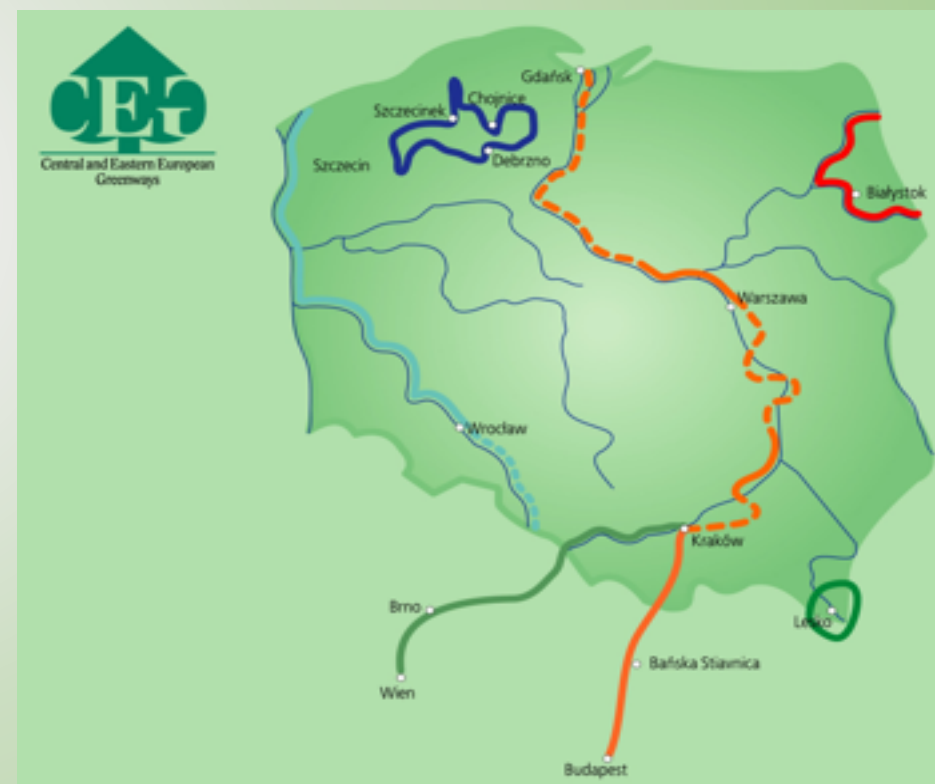 CEG
Central and Eastern European
Greenways
Gdańsk
Chojnice
Szczecinek
Szczecin
Debrzno
Białystok
Warszawa
Wrocław
Kraków
Brno
Lesko
Bańska Stiavnica
Wien
Budapest